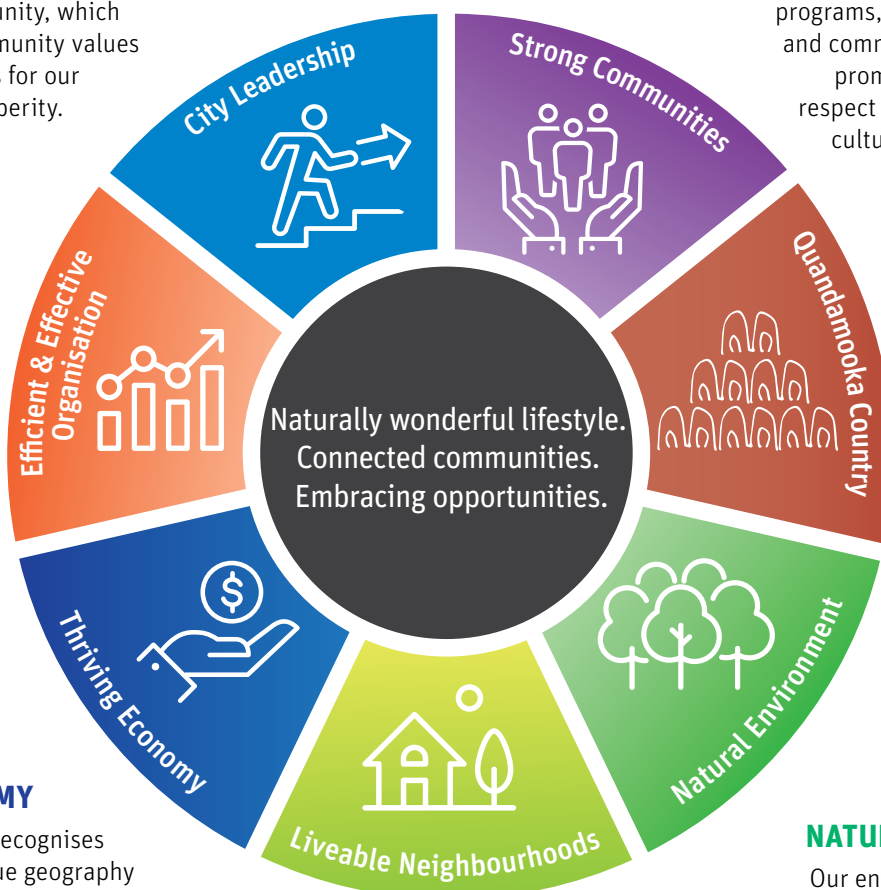 unity, which
munity values
s for our
perity.
programs,
and comm
prom
respect
cultu
City Leadership
Strong Communities
Quandamooka Country
Natural Environment
Liveable Neighbourhoods
Thriving Economy
Efficient & Effective
Organisation
Naturally wonderful lifestyle.
Connected communities.
Embracing opportunities.
$
MY
ecognises
ue geography
NATU
Our en